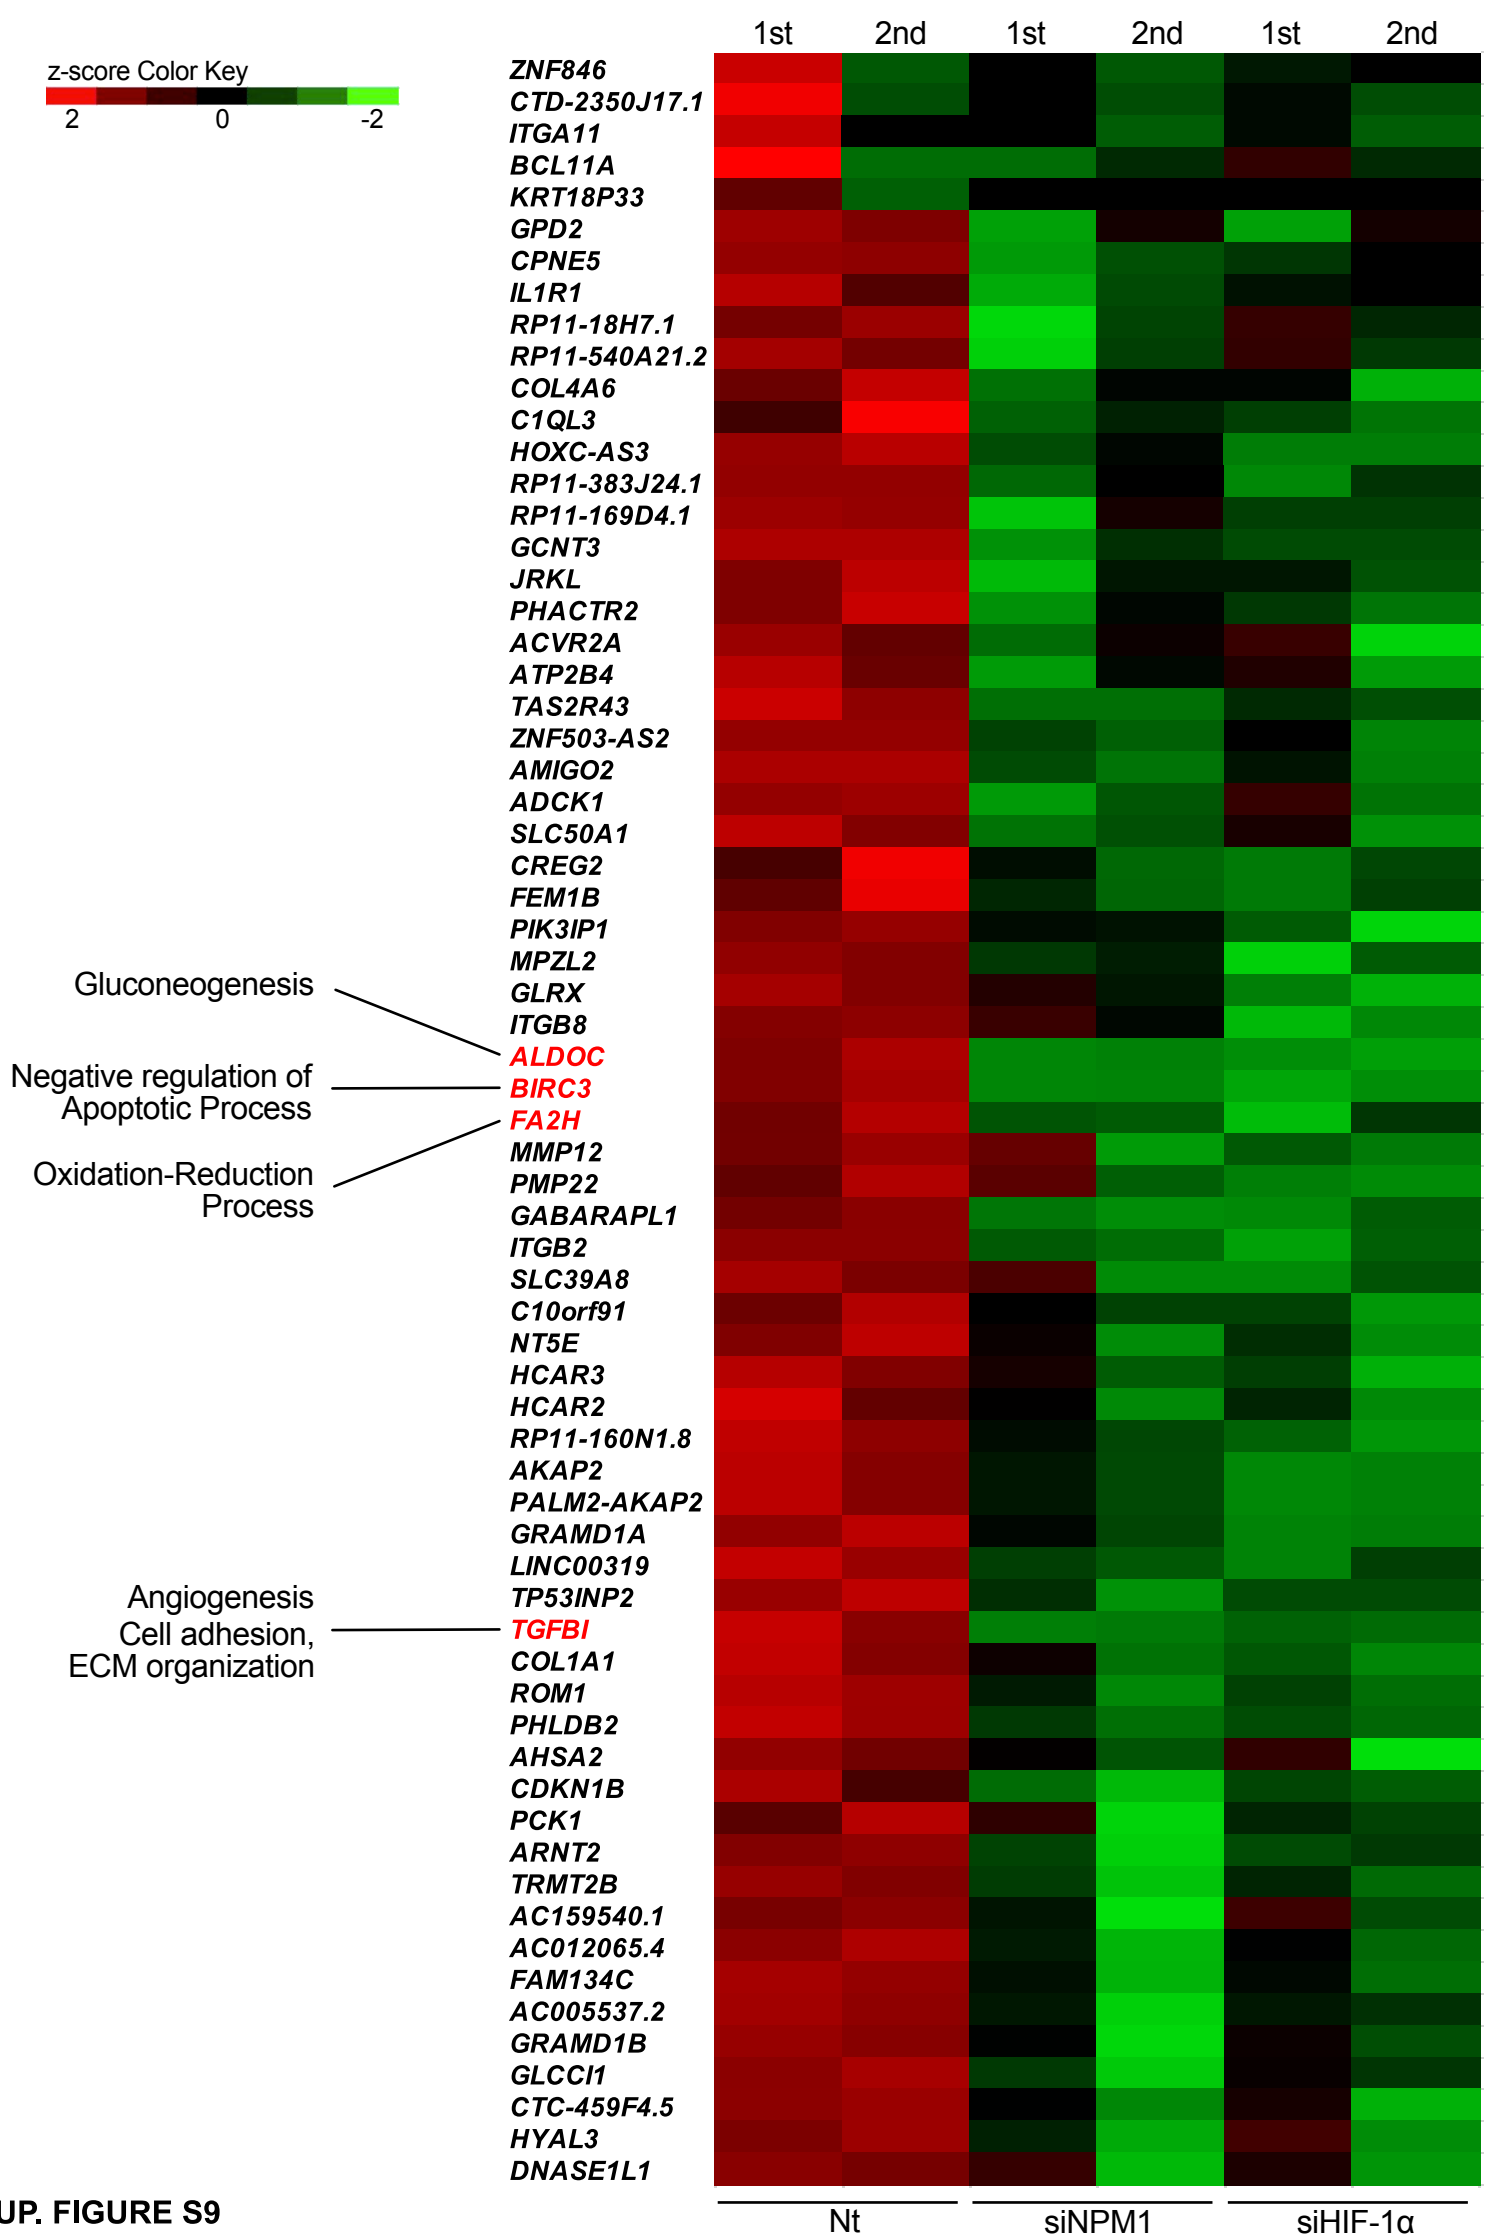 1st 2nd 1st 2nd 1st 2nd
z-score Color Key
2 0 -2
ZNF846
CTD-2350J17.1
ITGA11
BCL11A
KRT18P33
GPD2
CPNE5
IL1R1
RP11-18H7.1
RP11-540A21.2
COL4A6
C1QL3
HOXC-AS3
RP11-383J24.1
RP11-169D4.1
GCNT3
JRKL
PHACTR2
ACVR2A
ATP2B4
TAS2R43
ZNF503-AS2
AMIGO2
ADCK1
SLC50A1
CREG2
FEM1B
PIK3IP1
MPZL2
GLRX
ITGB8
ALDOC
BIRC3
FA2H
MMP12
PMP22
GABARAPL1
ITGB2
SLC39A8
C10orf91
NT5E
HCAR3
HCAR2
RP11-160N1.8
AKAP2
PALM2-AKAP2
GRAMD1A
LINC00319
TP53INP2
TGFBI
COL1A1
ROM1
PHLDB2
AHSA2
CDKN1B
PCK1
ARNT2
TRMT2B
AC159540.1
AC012065.4
FAM134C
AC005537.2
GRAMD1B
GLCCI1
CTC-459F4.5
HYAL3
DNASE1L1
Gluconeogenesis
Negative regulation of
Apoptotic Process
Oxidation-Reduction
Process
Angiogenesis
Cell adhesion,
ECM organization
Nt siNPM1 siHIF-1α
UP. FIGURE S9